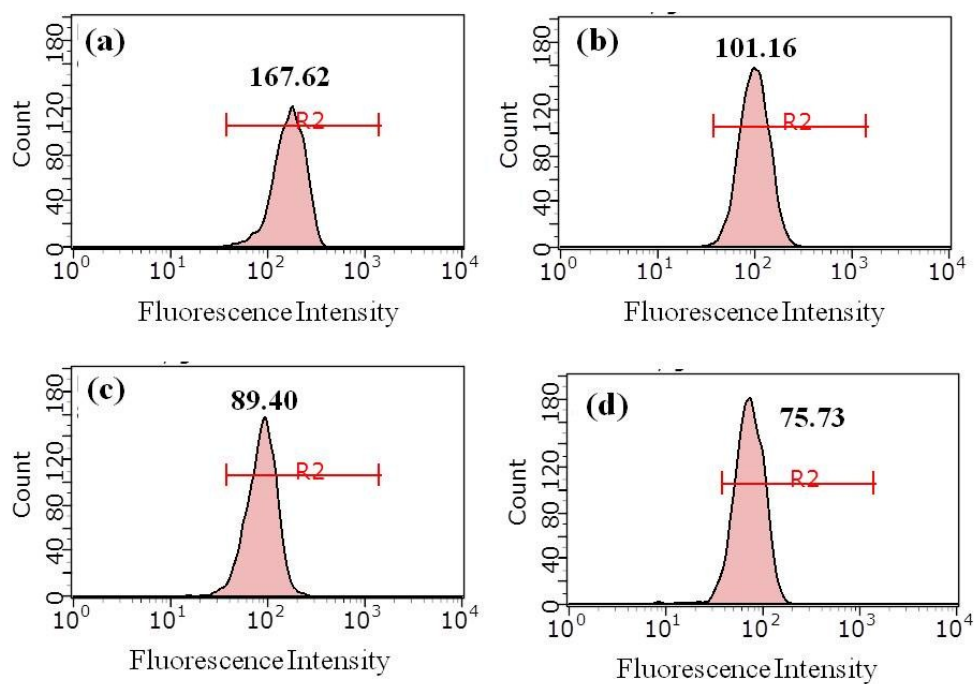 (a)
167.62
R2
Count
0 40 80 120 180
10^0 10^1 10^2 10^3 10^4
Fluorescence Intensity
(b)
101.16
R2
Count
0 40 80 120 180
10^0 10^1 10^2 10^3 10^4
Fluorescence Intensity
(c)
89.40
R2
Count
0 40 80 120 180
10^0 10^1 10^2 10^3 10^4
Fluorescence Intensity
(d)
75.73
R2
Count
0 40 80 120 180
10^0 10^1 10^2 10^3 10^4
Fluorescence Intensity